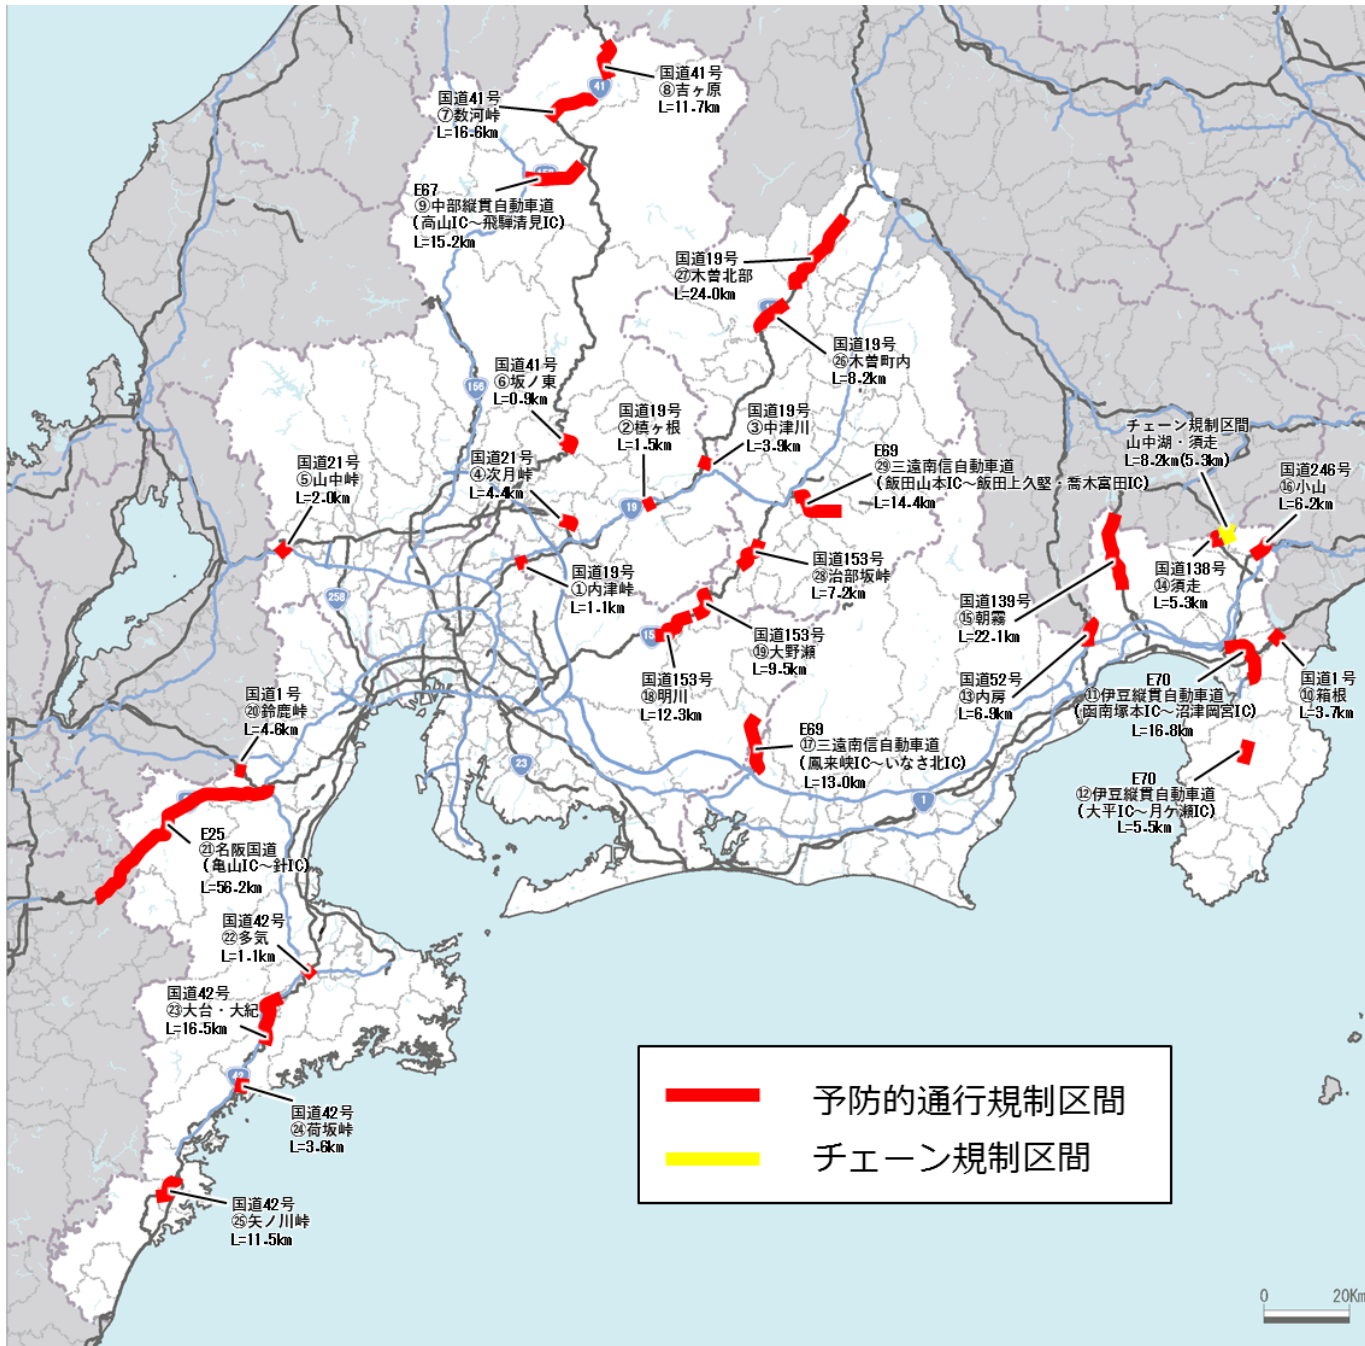 国道41号
⑧吉ヶ原
L=11.7km
41
国道41号
⑦数河峠
L=16.6km
E67
⑨中部縦貫自動車道
(高山IC～飛騨清見IC)
L=15.2km
国道19号
㉗木曽北部
L=24.0km
国道19号
㉖木曽町内
L=8.2km
国道41号
⑥坂ノ東
L=0.9km
156
国道19号
②槙ヶ根
L=1.5km
国道19号
③中津川
L=3.9km
チェーン規制区間
山中湖・須走
L=8.2km(5.3km)
国道21号
⑤山中峠
L=2.0km
国道21号
④次月峠
L=4.4km
E69
㉙三遠南信自動車道
(飯田山本IC～飯田上久堅・喬木富田IC)
L=14.4km
国道246号
⑯小山
L=6.2km
19
国道19号
①内津峠
L=1.1km
国道153号
㉘治部坂峠
L=7.2km
国道138号
⑭須走
L=5.3km
258
国道139号
⑮朝霧
L=22.1km
国道153号
⑲大野瀬
L=9.5km
国道153号
⑱明川
L=12.3km
国道52号
⑬内房
L=6.9km
E70
⑪伊豆縦貫自動車道
(函南塚本IC～沼津岡宮IC)
L=16.8km
国道1号
⑩箱根
L=3.7km
国道1号
⑳鈴鹿峠
L=4.6km
23
E69
⑰三遠南信自動車道
(鳳来峡IC～いなさ北IC)
L=13.0km
1
E70
⑫伊豆縦貫自動車道
(大平IC～月ケ瀬IC)
L=5.5km
E25
㉑名阪国道
(亀山IC～針IC)
L=56.2km
国道42号
㉒多気
L=1.1km
国道42号
㉓大台・大紀
L=16.5km
42
国道42号
㉔荷坂峠
L=3.6km
国道42号
㉕矢ノ川峠
L=11.5km
予防的通行規制区間
チェーン規制区間
0 20Km